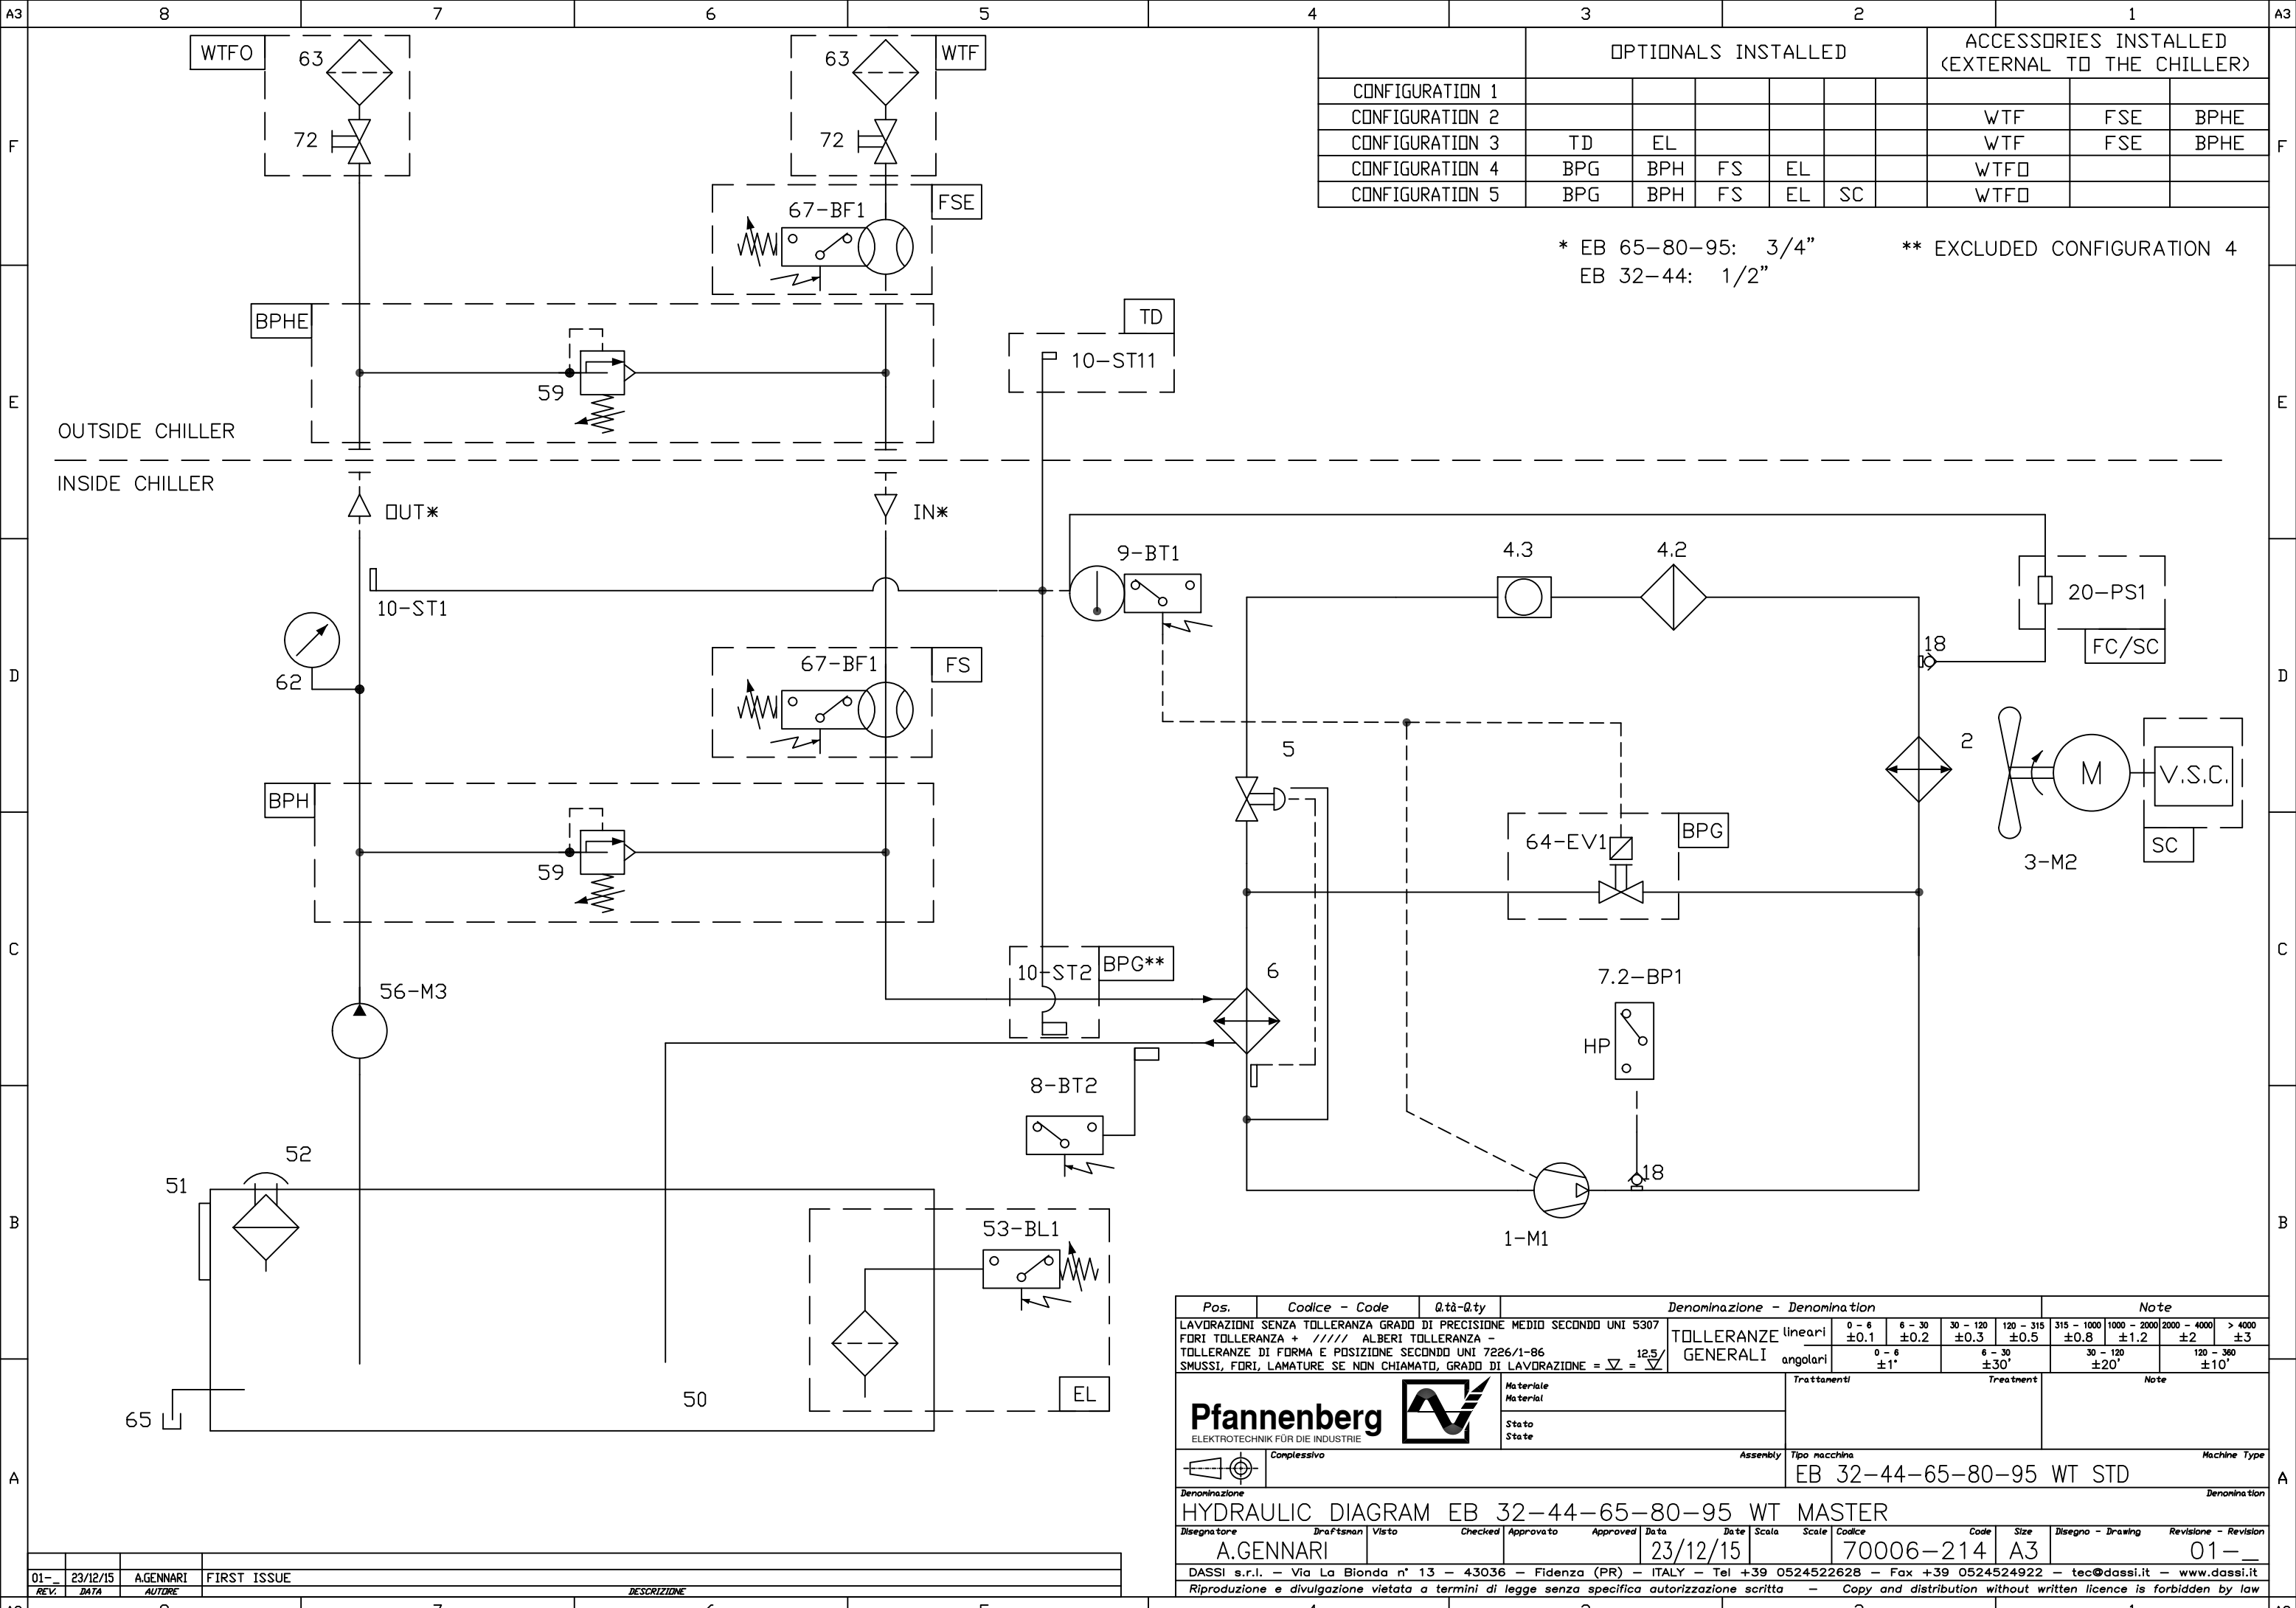 A3 8 7 6 5 4 3 2 1 A3
WTFO 63 63 WTF
72 72
67-BF1 FSE
BPHE
59
OUTSIDE CHILLER
INSIDE CHILLER
OUT* IN*
TD
10-ST11
OPTIONALS INSTALLED ACCESSORIES INSTALLED
(EXTERNAL TO THE CHILLER)
CONFIGURATION 1
CONFIGURATION 2 WTF FSE BPHE
CONFIGURATION 3 TD EL WTF FSE BPHE
CONFIGURATION 4 BPG BPH FS EL WTFO
CONFIGURATION 5 BPG BPH FS EL SC WTFO
* EB 65-80-95: 3/4" ** EXCLUDED CONFIGURATION 4
EB 32-44: 1/2"
F F
E E
D D
C C
B B
A A
10-ST1
62
67-BF1 FS
BPH
59
56-M3
9-BT1
4.3 4.2
20-PS1
FC/SC
18
5
2
M V.S.C.
SC
3-M2
64-EV1 BPG
10-ST2 BPG**
6
7.2-BP1
HP
8-BT2
18
1-M1
52
51
53-BL1
50 EL
65
Pos. Codice - Code Q.tà-Q.ty Denominazione - Denomination Note
LAVORAZIONI SENZA TOLLERANZA GRADO DI PRECISIONE MEDIO SECONDO UNI 5307
FORI TOLLERANZA + ///// ALBERI TOLLERANZA -
TOLLERANZE DI FORMA E POSIZIONE SECONDO UNI 7226/1-86
SMUSSI, FORI, LAMATURE SE NON CHIAMATO, GRADO DI LAVORAZIONE = = 12.5/
TOLLERANZE GENERALI
lineari 0 - 6 6 - 30 30 - 120 120 - 315 315 - 1000 1000 - 2000 2000 - 4000 > 4000
±0.1 ±0.2 ±0.3 ±0.5 ±0.8 ±1.2 ±2 ±3
angolari 0 - 6 6 - 30 30 - 120 120 - 360
±1° ±30' ±20' ±10'
Pfannenberg
ELEKTROTECHNIK FÜR DIE INDUSTRIE
Materiale
Material
Stato
State
Trattamenti Treatment Note
Complessivo Assembly Tipo macchina Machine Type
EB 32-44-65-80-95 WT STD
Denominazione Denomination
HYDRAULIC DIAGRAM EB 32-44-65-80-95 WT MASTER
Disegnatore Draftsman Visto Checked Approvato Approved Data Date Scala Scale Codice Code Size Disegno - Drawing Revisione - Revision
A.GENNARI 23/12/15 70006-214 A3 01-_
DASSI s.r.l. - Via La Bionda n° 13 - 43036 - Fidenza (PR) - ITALY - Tel +39 0524522628 - Fax +39 0524524922 - tec@dassi.it - www.dassi.it
Riproduzione e divulgazione vietata a termini di legge senza specifica autorizzazione scritta - Copy and distribution without written licence is forbidden by law
01-_ 23/12/15 A.GENNARI FIRST ISSUE
REV. DATA AUTORE DESCRIZIONE